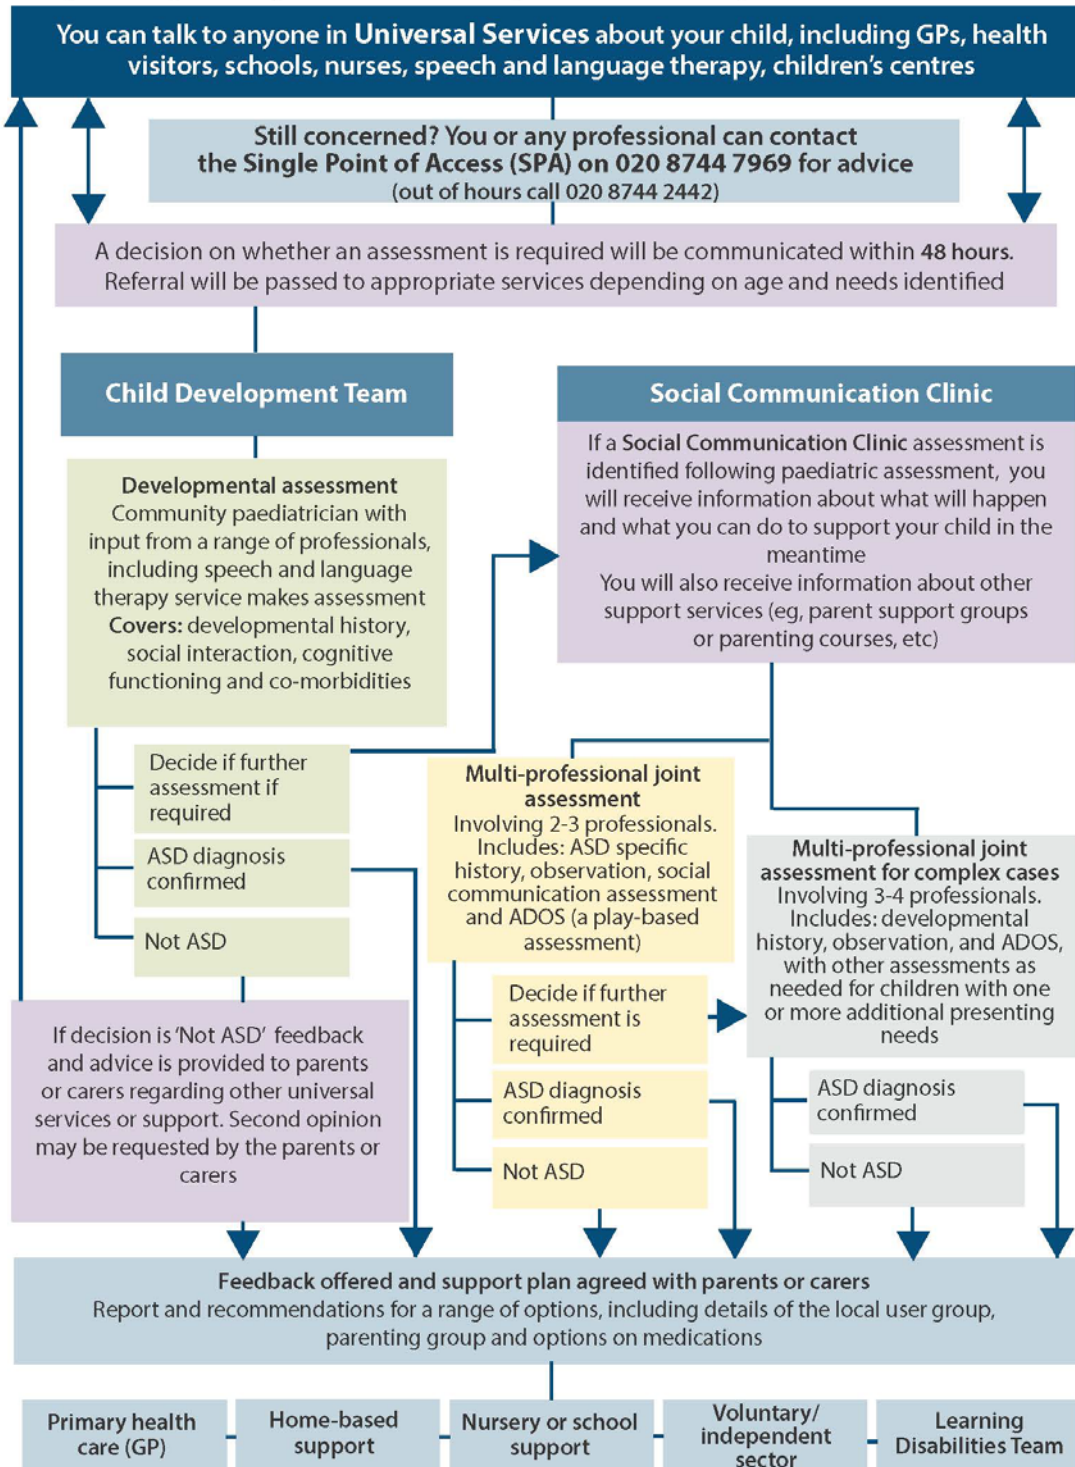 You can talk to anyone in Universal Services about your child, including GPs, health
visitors, schools, nurses, speech and language therapy, children's centres
Still concerned? You or any professional can contact
the Single Point of Access (SPA) on 020 8744 7969 for advice
(out of hours call 020 8744 2442)
A decision on whether an assessment is required will be communicated within 48 hours.
Referral will be passed to appropriate services depending on age and needs identified
Child Development Team
Developmental assessment
Community paediatrician with
input from a range of professionals,
including speech and language
therapy service makes assessment
Covers: developmental history,
social interaction, cognitive
functioning and co-morbidities
Decide if further
assessment if
required
ASD diagnosis
confirmed
Not ASD
If decision is 'Not ASD' feedback
and advice is provided to parents
or carers regarding other universal
services or support. Second opinion
may be requested by the parents or
carers
Social Communication Clinic
If a Social Communication Clinic assessment is
identified following paediatric assessment, you
will receive information about what will happen
and what you can do to support your child in the
meantime
You will also receive information about other
support services (eg, parent support groups
or parenting courses, etc)
Multi-professional joint
assessment
Involving 2-3 professionals.
Includes: ASD specific
history, observation, social
communication assessment
and ADOS (a play-based
assessment)
Decide if further
assessment is
required
ASD diagnosis
confirmed
Not ASD
Multi-professional joint
assessment for complex cases
Involving 3-4 professionals.
Includes: developmental
history, observation, and ADOS,
with other assessments as
needed for children with one
or more additional presenting
needs
ASD diagnosis
confirmed
Not ASD
Feedback offered and support plan agreed with parents or carers
Report and recommendations for a range of options, including details of the local user group,
parenting group and options on medications
Primary health
care (GP)
Home-based
support
Nursery or school
support
Voluntary/
independent
sector
Learning
Disabilities Team